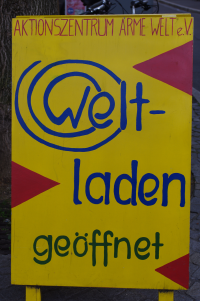 AKTIONSZENTRUM ARME WELT e.V.
Welt-
laden
geöffnet